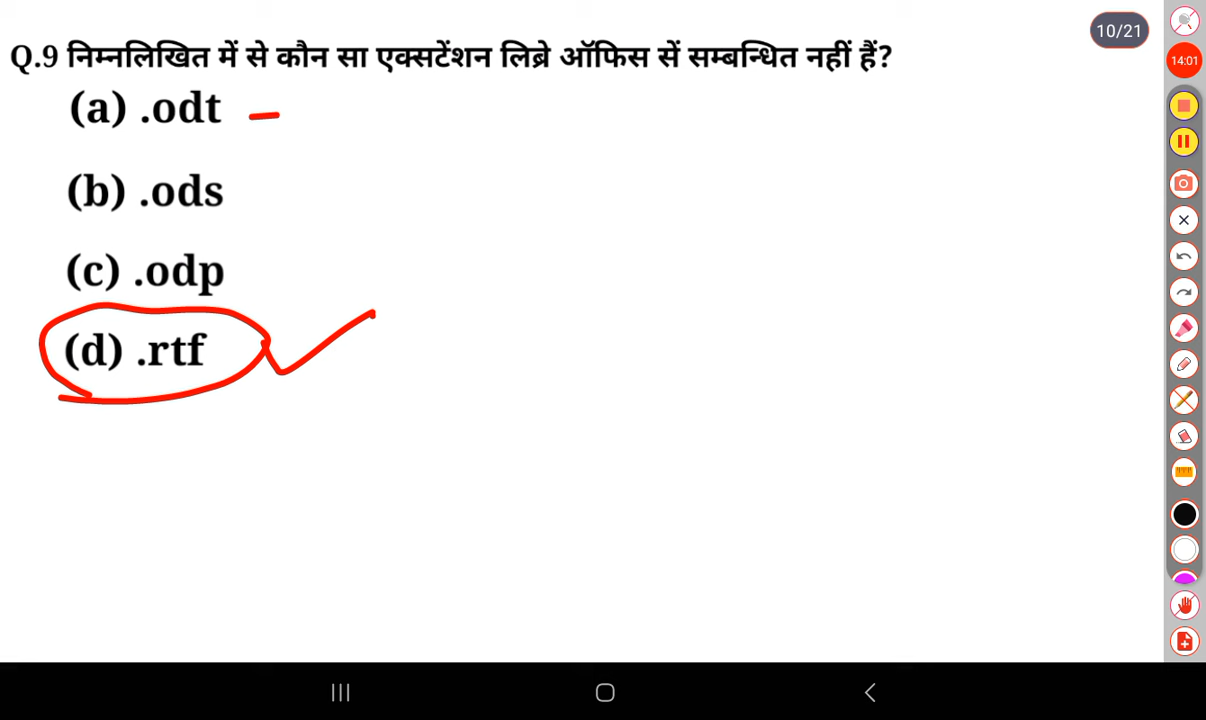 10/21
Q.9 निम्नलिखित में से कौन सा एक्सटेंशन लिब्रे ऑफिस सें सम्बन्धित नहीं हैं?
14:01
(a) .odt
(b) .ods
(c) .odp
(d) .rtf